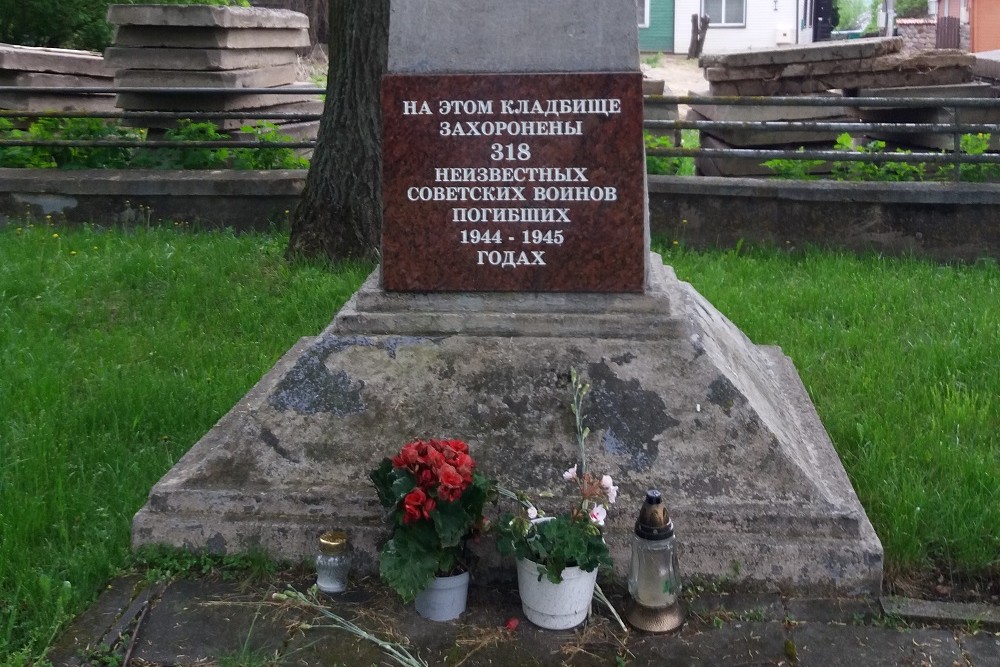 НА ЭТОМ КЛАДБИЩЕ
ЗАХОРОНЕНЫ
318
НЕИЗВЕСТНЫХ
СОВЕТСКИХ ВОИНОВ
ПОГИБШИХ
1944 - 1945
ГОДАХ